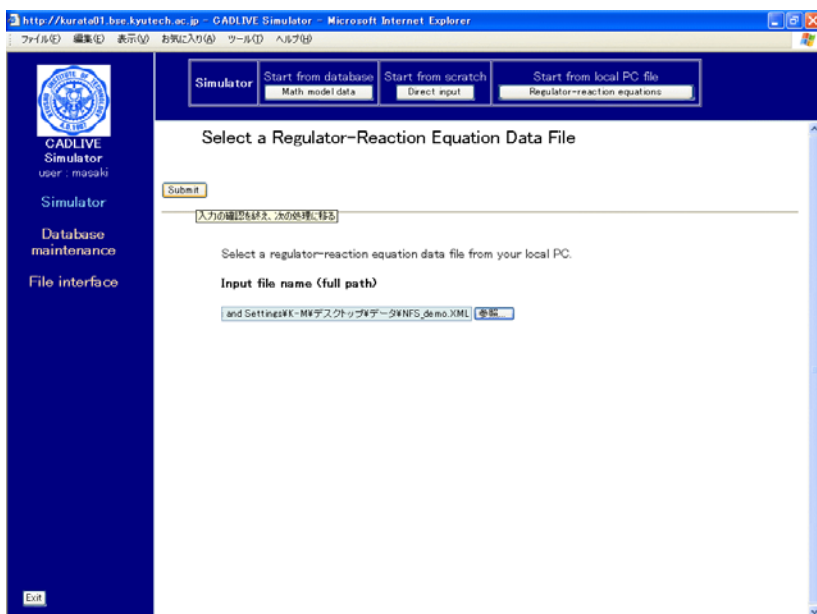 http://kurata01.bse.kyutech.ac.jp - CADLIVE Simulator - Microsoft Internet Explorer
ファイル(F) 編集(E) 表示(V) お気に入り(A) ツール(T) ヘルプ(H)
Simulator
Start from database
Math model data
Start from scratch
Direct input
Start from local PC file
Regulator-reaction equations
CADLIVE
Simulator
user : masaki
Simulator
Database
maintenance
File interface
Exit
Select a Regulator-Reaction Equation Data File
Submit
入力の確認を終え、次の処理に移る
Select a regulator-reaction equation data file from your local PC.
Input file name (full path)
and Settings¥K-M¥デスクトップ¥データ¥NFS_demo.XML 参照...